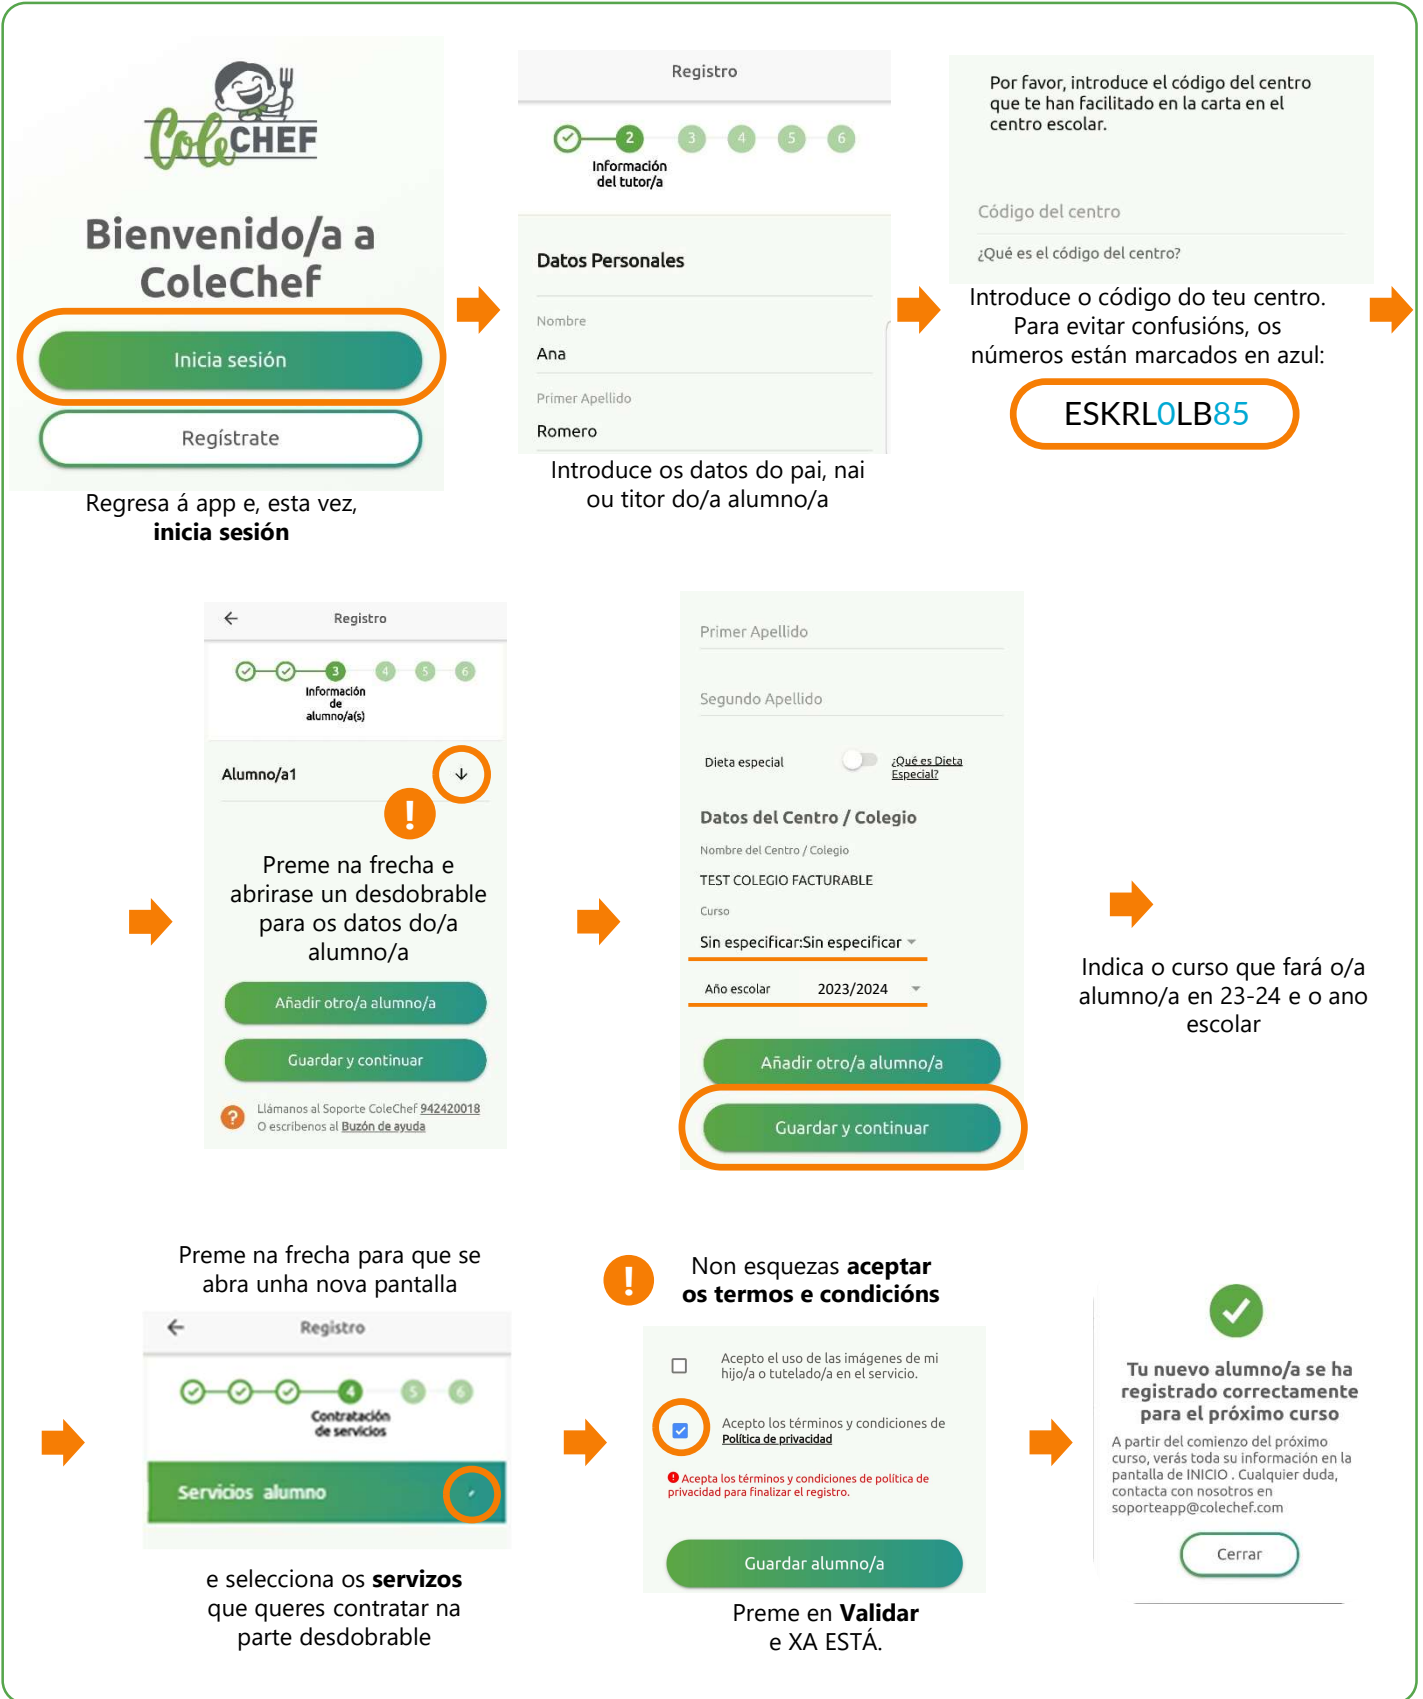 ColeCHEF
Bienvenido/a a
ColeChef
Inicia sesión
Regístrate
Regresa á app e, esta vez,
inicia sesión
Registro
2 3 4 5 6
Información
del tutor/a
Datos Personales
Nombre
Ana
Primer Apellido
Romero
Introduce os datos do pai, nai
ou titor do/a alumno/a
Por favor, introduce el código del centro
que te han facilitado en la carta en el
centro escolar.
Código del centro
¿Qué es el código del centro?
Introduce o código do teu centro.
Para evitar confusións, os
números están marcados en azul:
ESKRL0LB85
Registro
3 4 5 6
Información
de
alumno/a(s)
Alumno/a1
!
Preme na frecha e
abrirase un desdobrable
para os datos do/a
alumno/a
Añadir otro/a alumno/a
Guardar y continuar
?
Llámanos al Soporte ColeChef 942420018
O escríbenos al Buzón de ayuda
Primer Apellido
Segundo Apellido
Dieta especial
¿Qué es Dieta
Especial?
Datos del Centro / Colegio
Nombre del Centro / Colegio
TEST COLEGIO FACTURABLE
Curso
Sin especificar:Sin especificar
Año escolar 2023/2024
Añadir otro/a alumno/a
Guardar y continuar
Indica o curso que fará o/a
alumno/a en 23-24 e o ano
escolar
Preme na frecha para que se
abra unha nova pantalla
Registro
4 5 6
Contratación
de servicios
Servicios alumno
e selecciona os servizos
que queres contratar na
parte desdobrable
!
Non esquezas aceptar
os termos e condicións
Acepto el uso de las imágenes de mi
hijo/a o tutelado/a en el servicio.
Acepto los términos y condiciones de
Política de privacidad
! Acepta los términos y condiciones de política de
privacidad para finalizar el registro.
Guardar alumno/a
Preme en Validar
e XA ESTÁ.
Tu nuevo alumno/a se ha
registrado correctamente
para el próximo curso
A partir del comienzo del próximo
curso, verás toda su información en la
pantalla de INICIO . Cualquier duda,
contacta con nosotros en
soporteapp@colechef.com
Cerrar